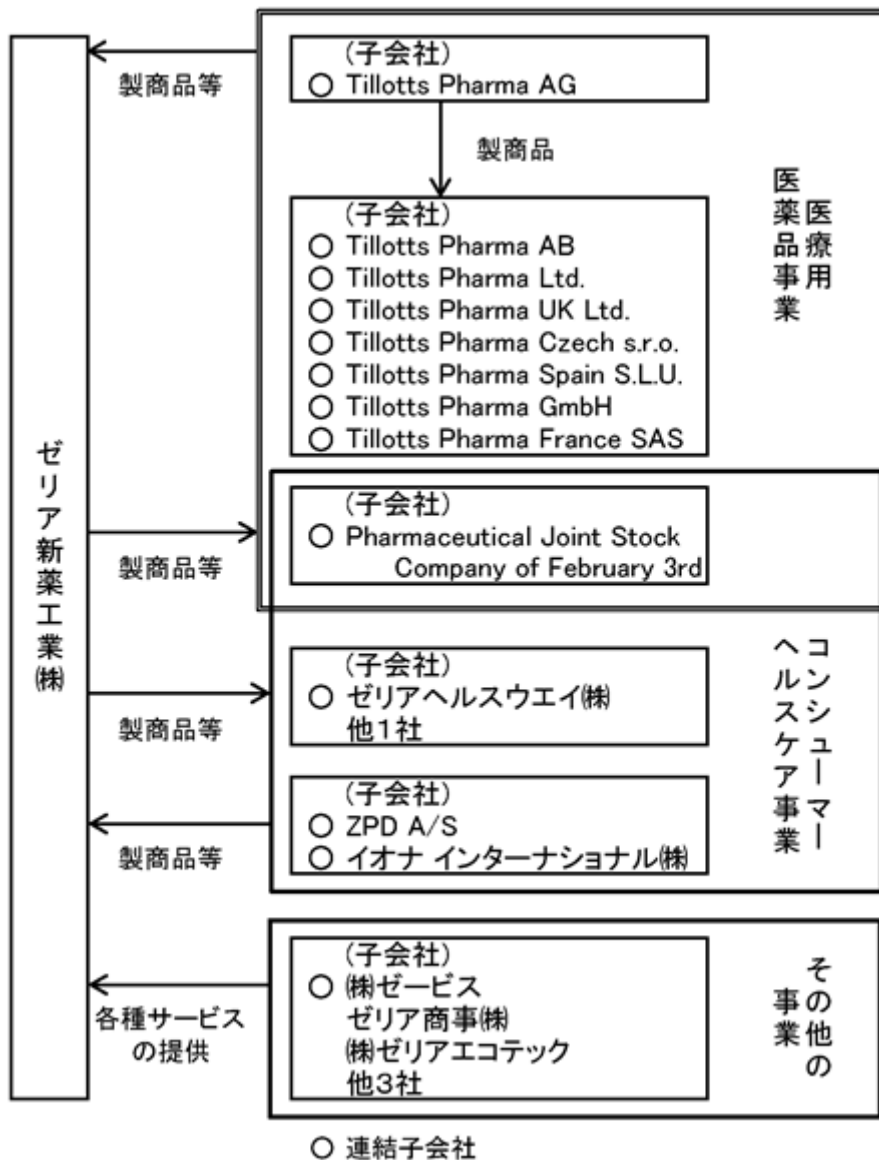 ゼリア新薬工業㈱
製商品等
(子会社)
○ Tillotts Pharma AG
製商品
(子会社)
○ Tillotts Pharma AB
○ Tillotts Pharma Ltd.
○ Tillotts Pharma UK Ltd.
○ Tillotts Pharma Czech s.r.o.
○ Tillotts Pharma Spain S.L.U.
○ Tillotts Pharma GmbH
○ Tillotts Pharma France SAS
医療用
医薬品事業
製商品等
(子会社)
○ Pharmaceutical Joint Stock
Company of February 3rd
製商品等
(子会社)
○ ゼリアヘルスウエイ㈱
他1社
製商品等
(子会社)
○ ZPD A/S
○ イオナ インターナショナル㈱
コンシューマー
ヘルスケア事業
各種サービス
の提供
(子会社)
○ ㈱ゼービス
ゼリア商事㈱
㈱ゼリアエコテック
他3社
その他の
事業
○ 連結子会社